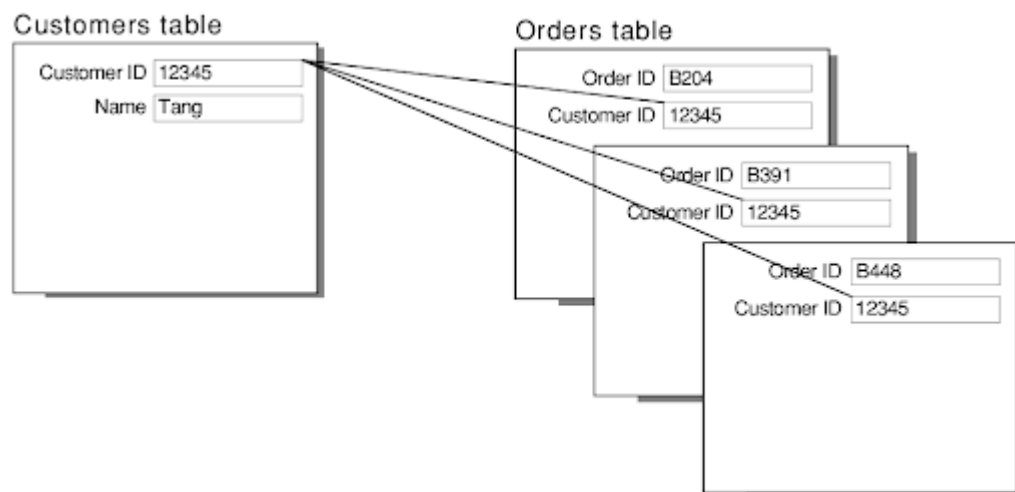 Customers table
Customer ID 12345
Name Tang
Orders table
Order ID B204
Customer ID 12345
Order ID B391
Customer ID 12345
Order ID B448
Customer ID 12345